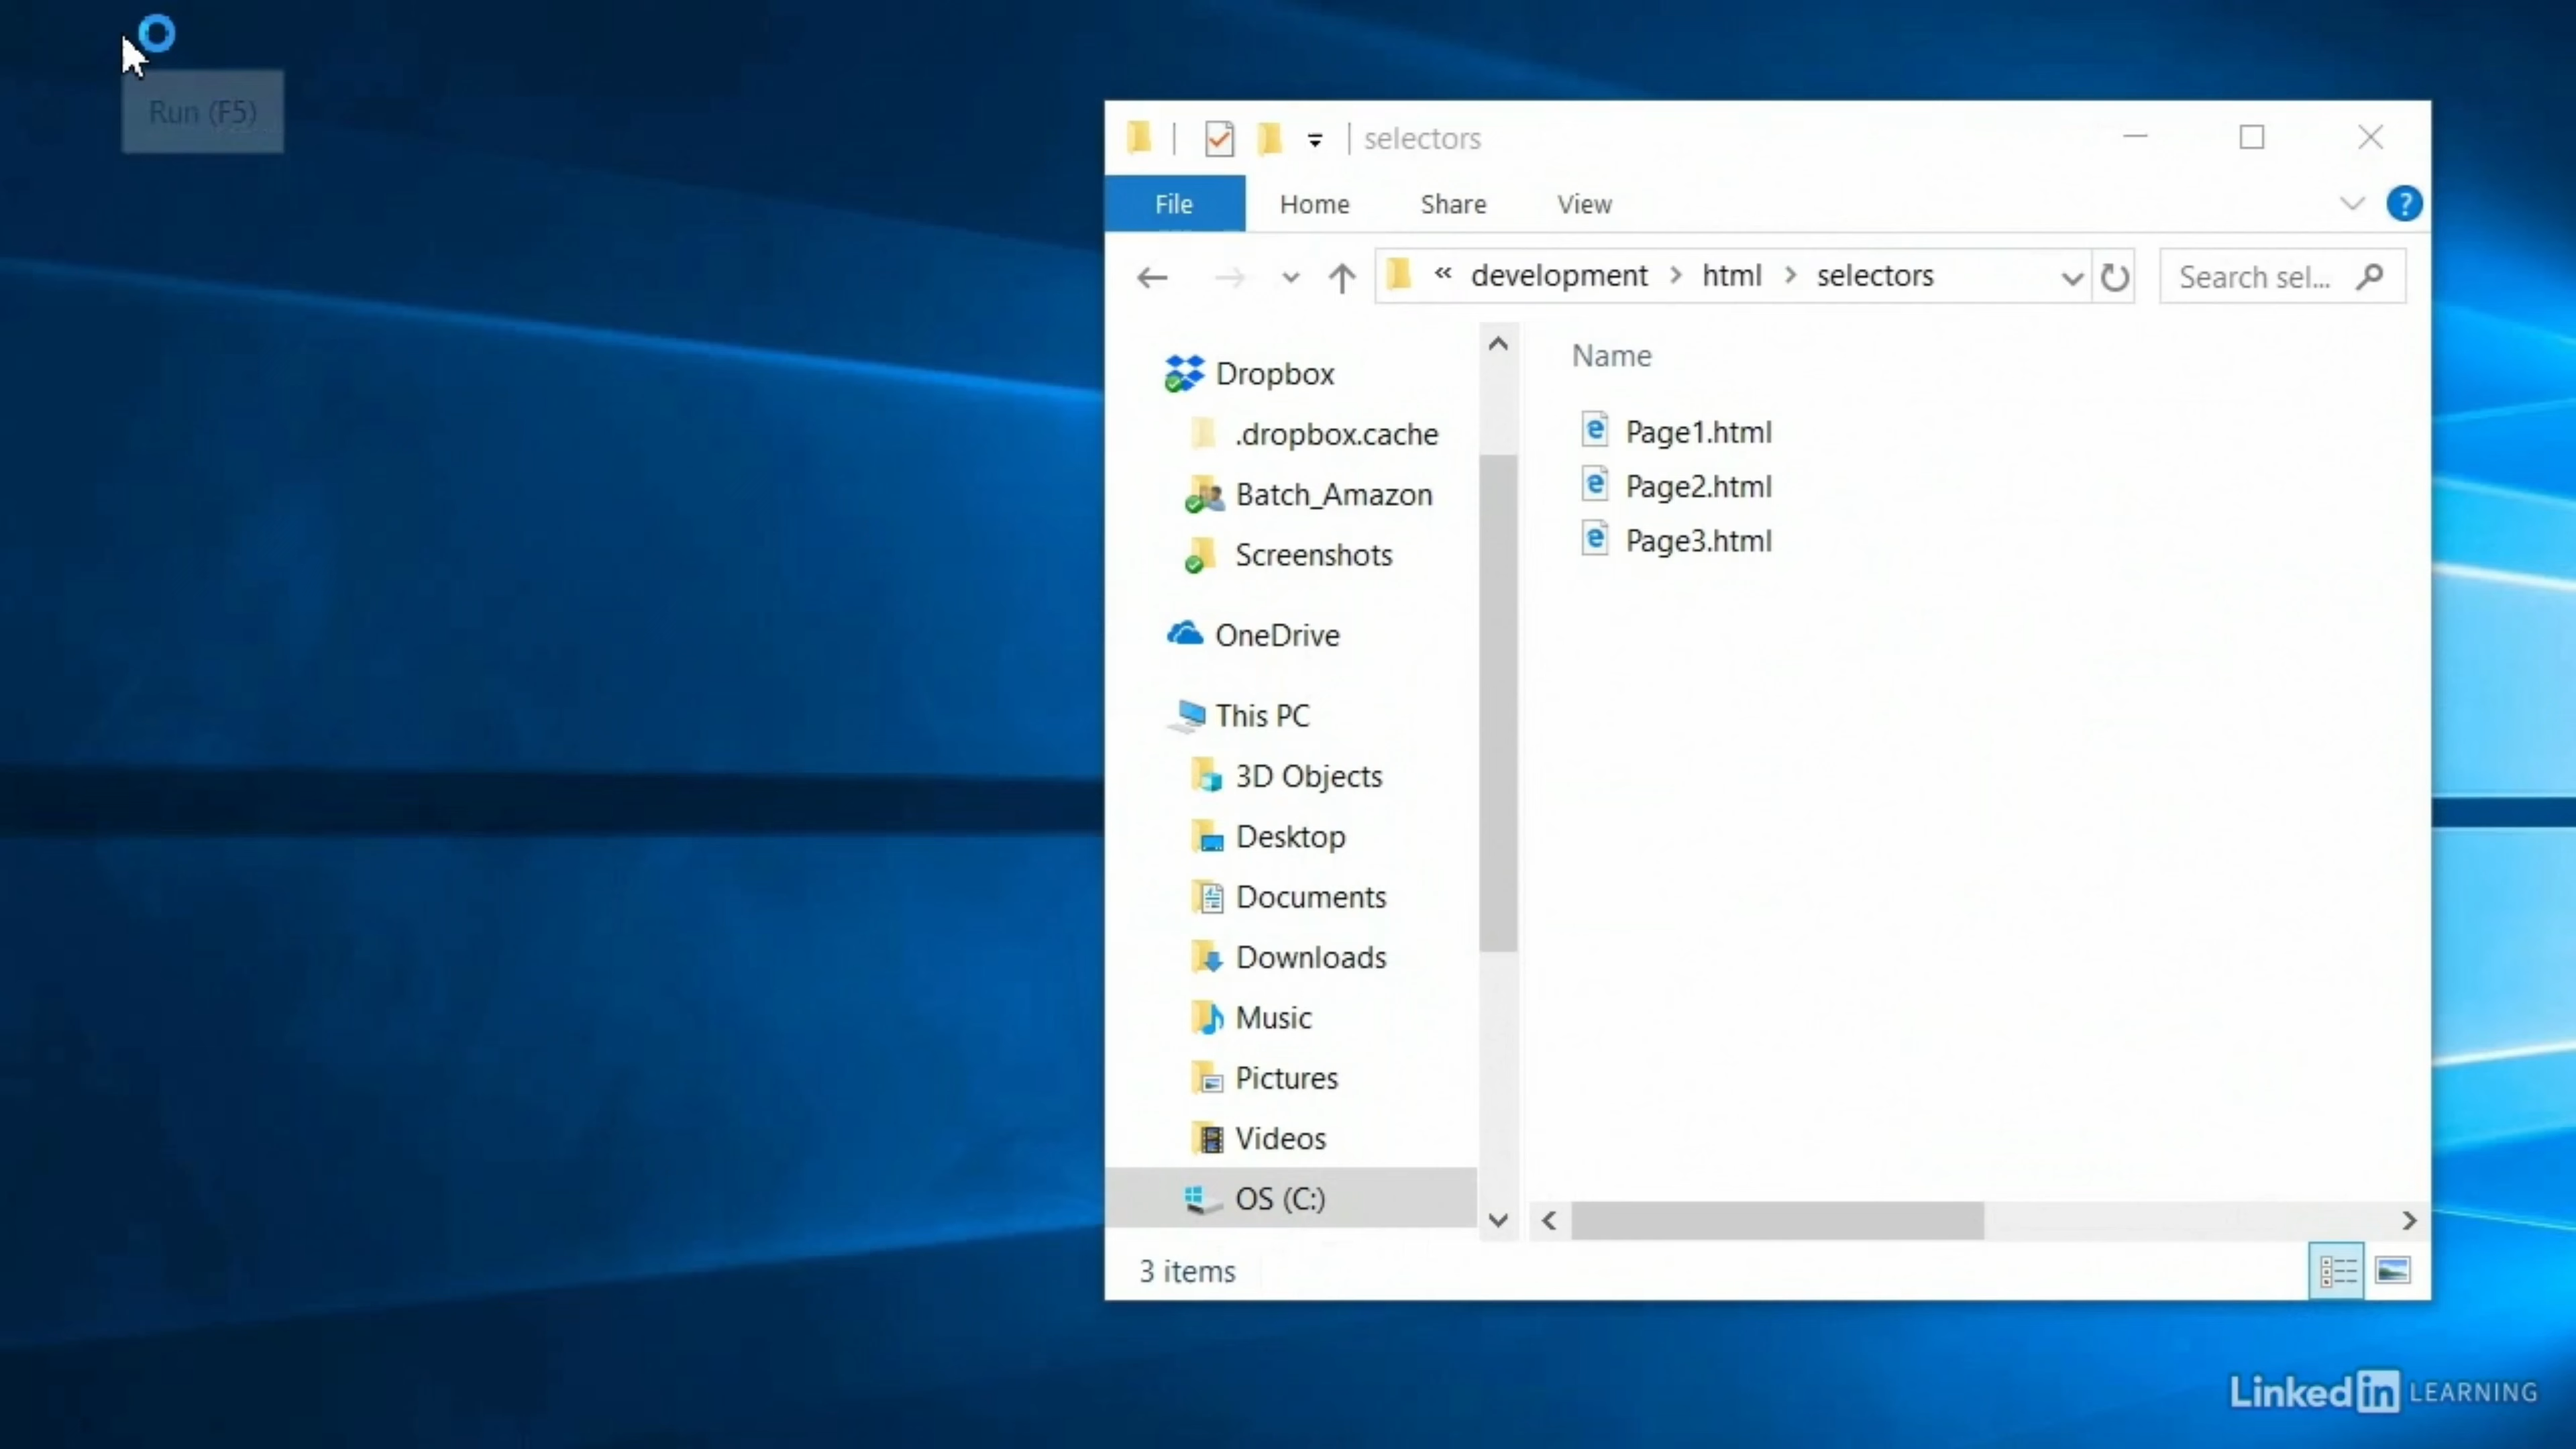 Run (F5)
selectors
File Home Share View
?
« development > html > selectors
Search sel...
Name
Dropbox
.dropbox.cache
Batch_Amazon
Screenshots
OneDrive
This PC
3D Objects
Desktop
Documents
Downloads
Music
Pictures
Videos
OS (C:)
Page1.html
Page2.html
Page3.html
3 items
Linked in LEARNING